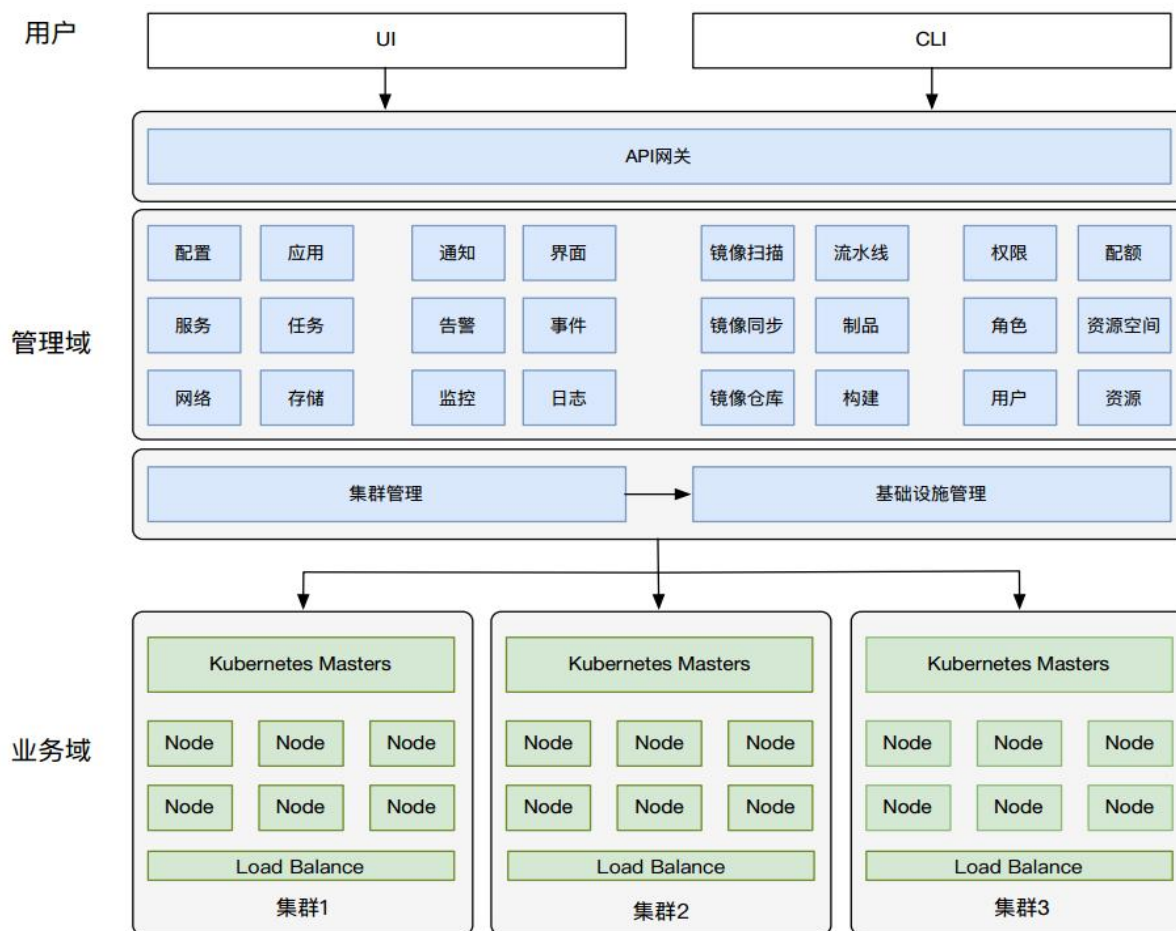 用户
UI CLI
API网关
配置 应用 通知 界面 镜像扫描 流水线 权限 配额
管理域
服务 任务 告警 事件 镜像同步 制品 角色 资源空间
网络 存储 监控 日志 镜像仓库 构建 用户 资源
集群管理 基础设施管理
Kubernetes Masters Kubernetes Masters Kubernetes Masters
业务域
Node Node Node Node Node Node Node Node Node
Node Node Node Node Node Node Node Node Node
Load Balance Load Balance Load Balance
集群1 集群2 集群3